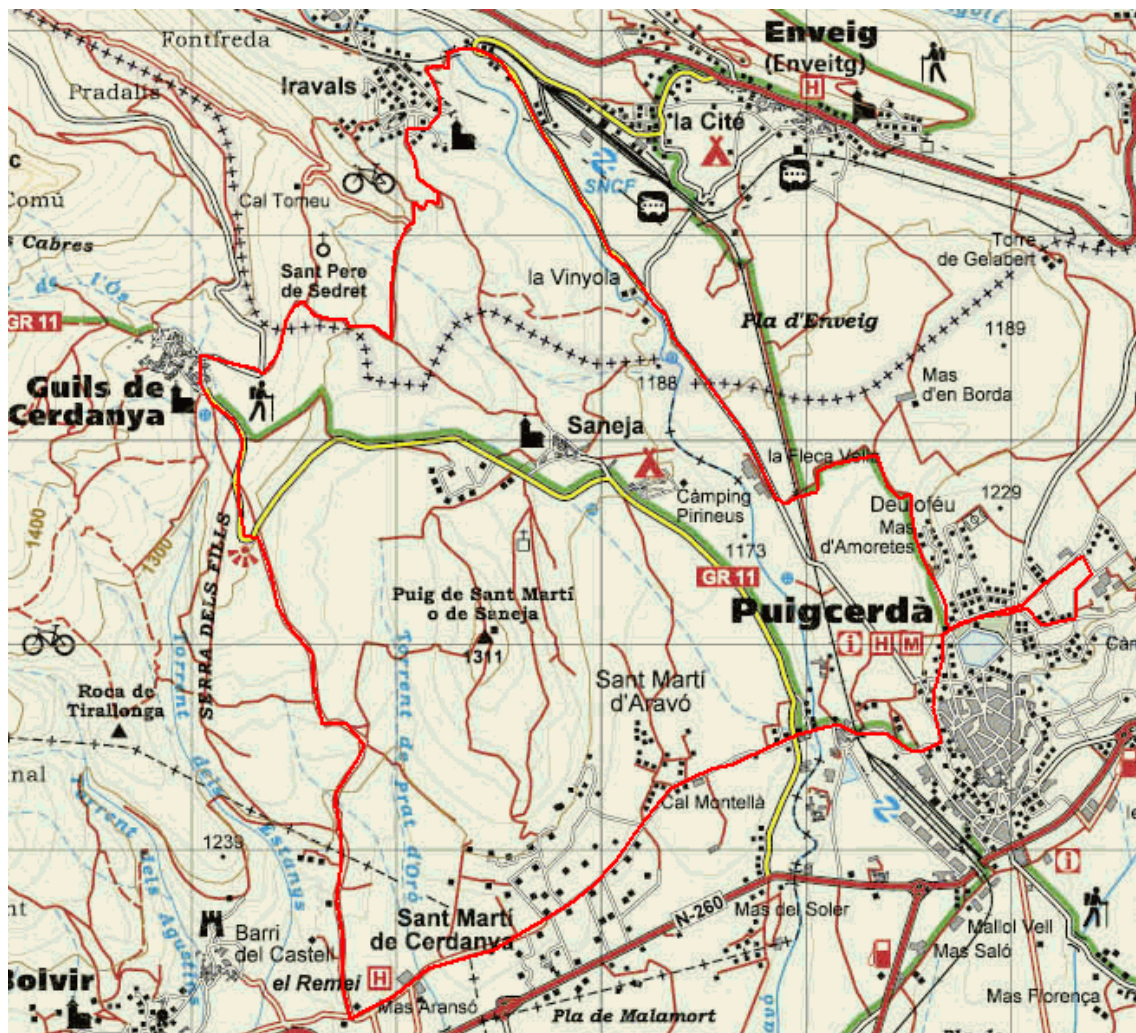 Fontfreda
Enveig
(Enveitg)
Iravals
H
Pradalis
la Cité
SNCF
Comú
Cal Tomeu
s Cabres
de l'Ós
Sant Pere
de Sedret
la Vinyola
Torre
de Gelabert
GR 11
Pla d'Enveig
1189
Guils de
Cerdanya
1188
Mas
d'en Borda
Saneja
la Fleca Vella
Càmping
Pirineus
Deulofeu
1229
1400
1300
Mas
d'Amoretes
1173
SERRA DELS FILLS
GR 11
Puig de Sant Martí
o de Saneja
1311
Puigcerdà
i H M
Torrent
dels
Estanys
Torrent de Prat d'Oró
Sant Martí
d'Aravó
Roca de
Tirallonga
Cal Montellà
Torrent
dels Agustins
1239
Sant Martí
de Cerdanya
N-260
Mas del Soler
i
Barri
del Castell
Mallol Vell
Mas Saló
el Remei
H
Mas Aransó
Bolvir
Mas Florença
Pla de Malamort